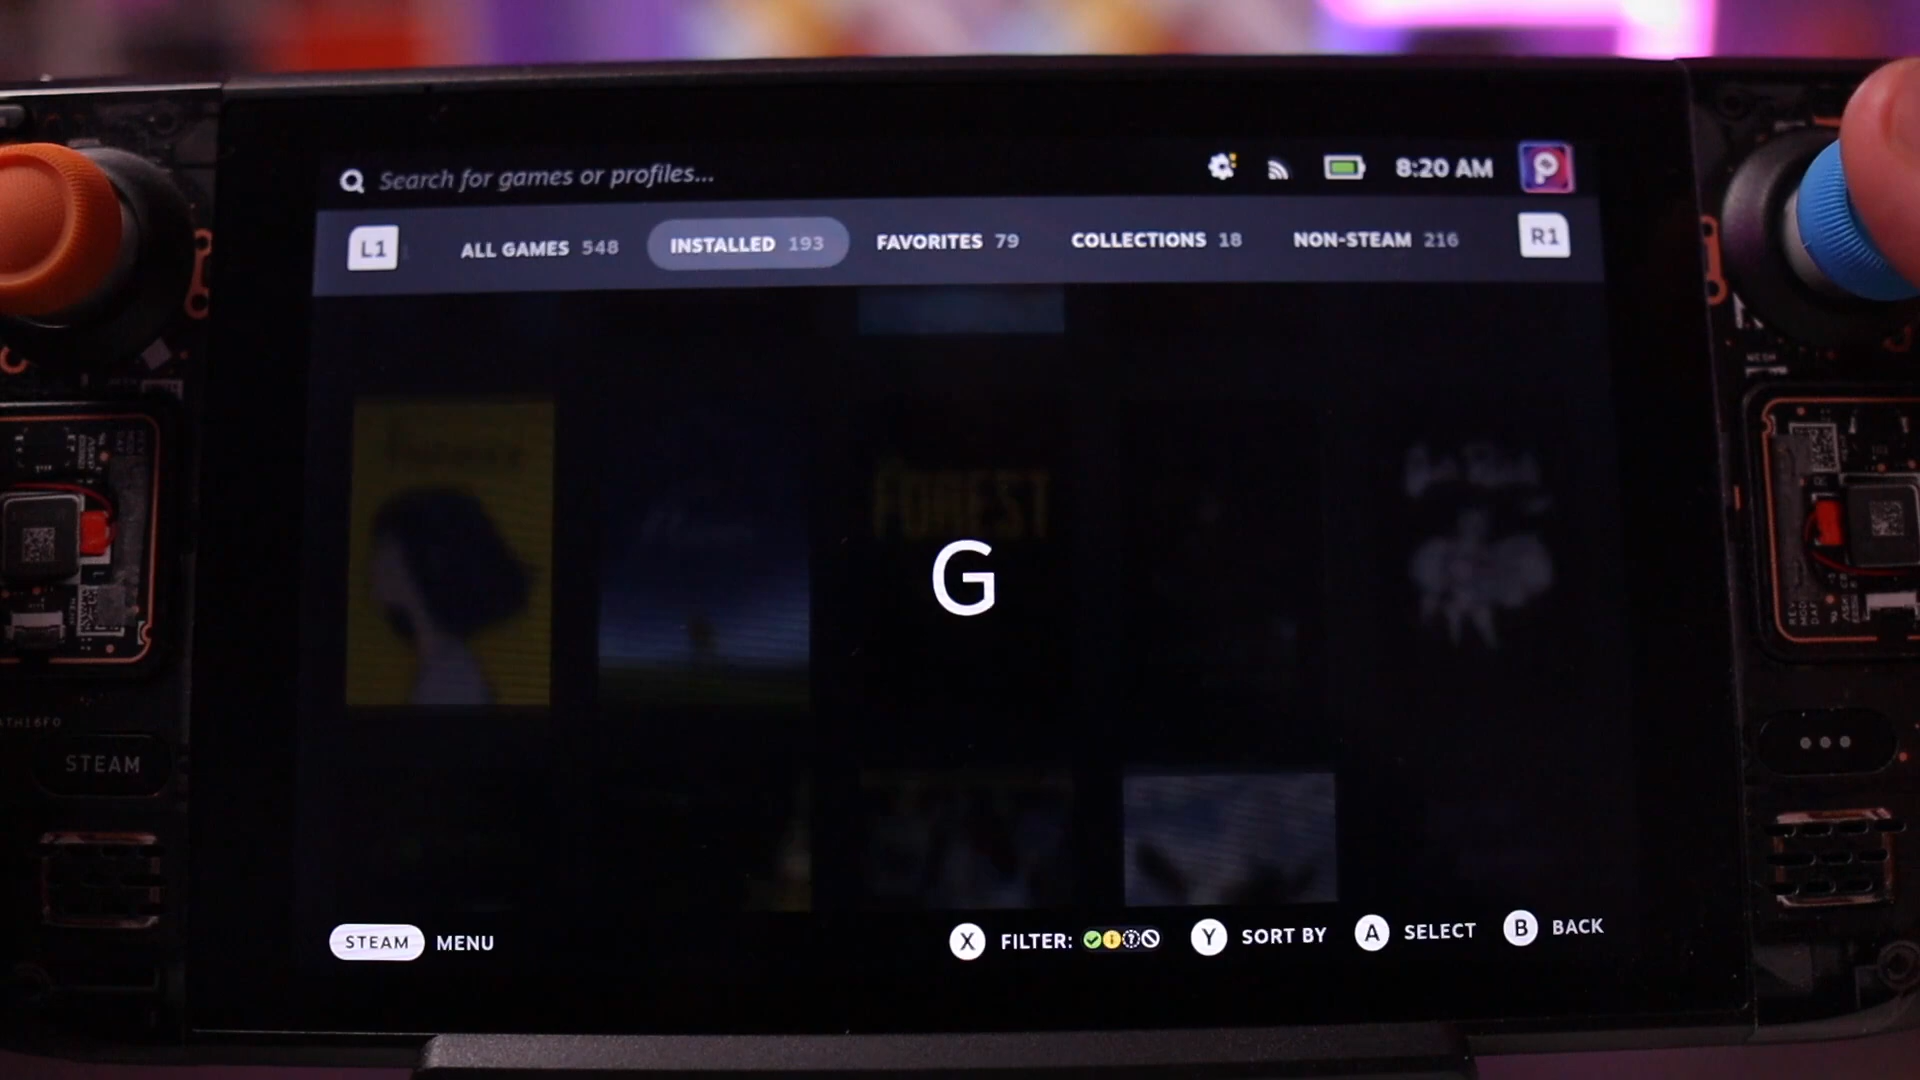 Search for games or profiles...
8:20 AM
L1
ALL GAMES 548
INSTALLED 193
FAVORITES 79
COLLECTIONS 18
NON-STEAM 216
R1
FOREST
G
STEAM
STEAM MENU
X FILTER:
Y SORT BY
A SELECT
B BACK